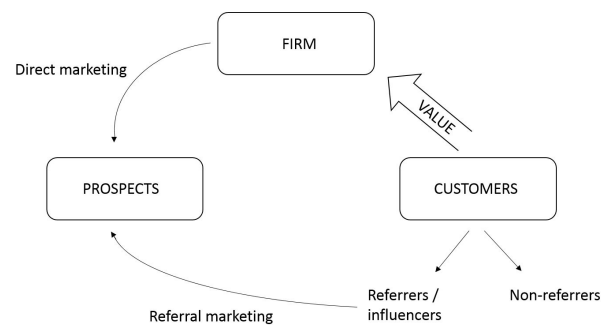 FIRM
Direct marketing
VALUE
PROSPECTS
CUSTOMERS
Referrers /
influencers
Non-referrers
Referral marketing